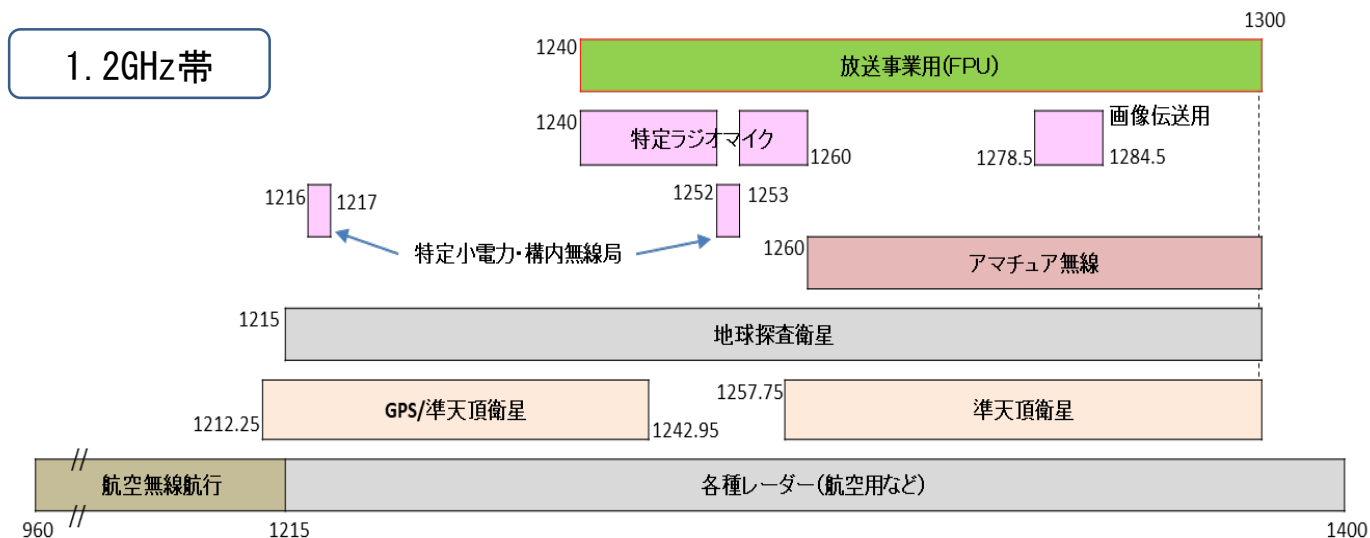 1300
1.2GHz帯
1240
放送事業用(FPU)
1240
特定ラジオマイク
1260
1278.5
画像伝送用
1284.5
1216
1217
1252
1253
特定小電力・構内無線局
1260
アマチュア無線
1215
地球探査衛星
1212.25
GPS/準天頂衛星
1242.95
1257.75
準天頂衛星
航空無線航行
各種レーダー(航空用など)
960
//
//
1215
1400